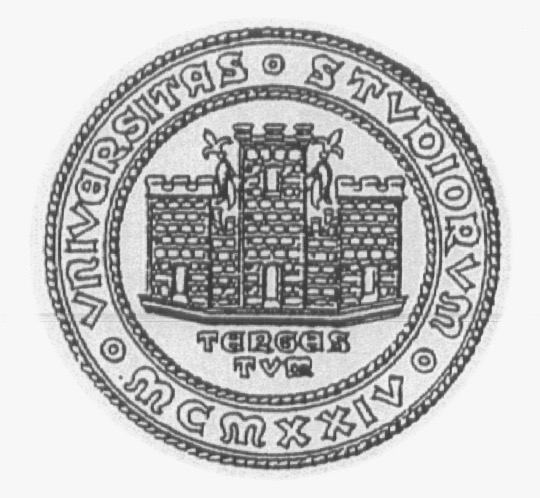 VNIVERSITAS o STVDIORVM o MCMXXIV o
TERGES
TVM